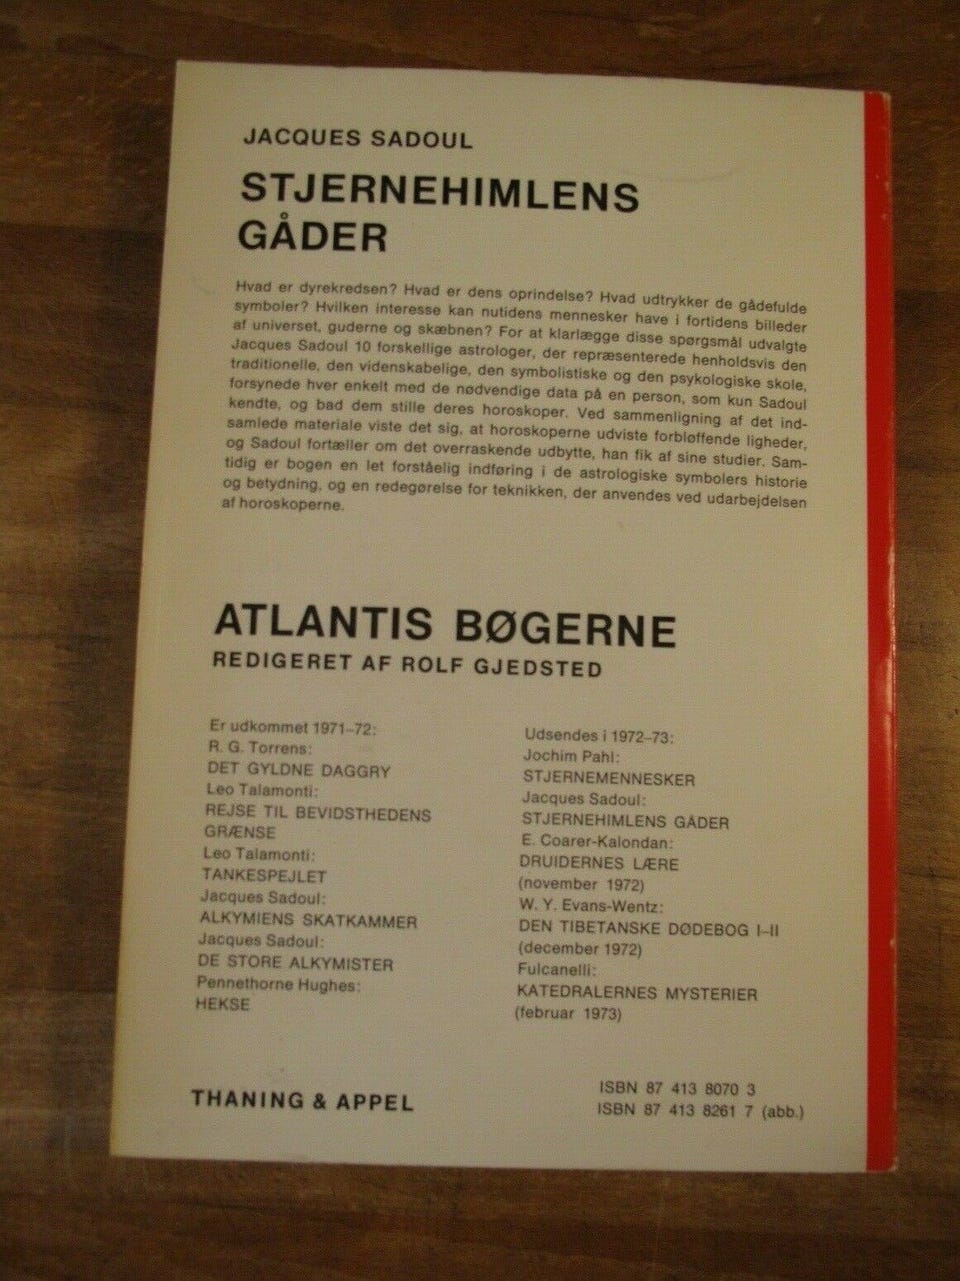 JACQUES SADOUL
STJERNEHIMLENS
GÅDER
Hvad er dyrekredsen? Hvad er dens oprindelse? Hvad udtrykker de gådefulde
symboler? Hvilken interesse kan nutidens mennesker have i fortidens billeder
af universet, guderne og skæbnen? For at klarlægge disse spørgsmål udvalgte
Jacques Sadoul 10 forskellige astrologer, der repræsenterede henholdsvis den
traditionelle, den videnskabelige, den symbolistiske og den psykologiske skole,
forsynede hver enkelt med de nødvendige data på en person, som kun Sadoul
kendte, og bad dem stille deres horoskoper. Ved sammenligning af det ind-
samlede materiale viste det sig, at horoskoperne udviste forbløffende ligheder,
og Sadoul fortæller om det overraskende udbytte, han fik af sine studier. Sam-
tidig er bogen en let forståelig indføring i de astrologiske symbolers historie
og betydning, og en redegørelse for teknikken, der anvendes ved udarbejdelsen
af horoskoperne.
ATLANTIS BØGERNE
REDIGERET AF ROLF GJEDSTED
Er udkommet 1971–72:
R. G. Torrens:
DET GYLDNE DAGGRY
Leo Talamonti:
REJSE TIL BEVIDSTHEDENS
GRÆNSE
Leo Talamonti:
TANKESPEJLET
Jacques Sadoul:
ALKYMIENS SKATKAMMER
Jacques Sadoul:
DE STORE ALKYMISTER
Pennethorne Hughes:
HEKSE
Udsendes i 1972–73:
Jochim Pahl:
STJERNEMENNESKER
Jacques Sadoul:
STJERNEHIMLENS GÅDER
E. Coarer-Kalondan:
DRUIDERNES LÆRE
(november 1972)
W. Y. Evans-Wentz:
DEN TIBETANSKE DØDEBOG I–II
(december 1972)
Fulcanelli:
KATEDRALERNES MYSTERIER
(februar 1973)
THANING & APPEL
ISBN 87 413 8070 3
ISBN 87 413 8261 7 (abb.)